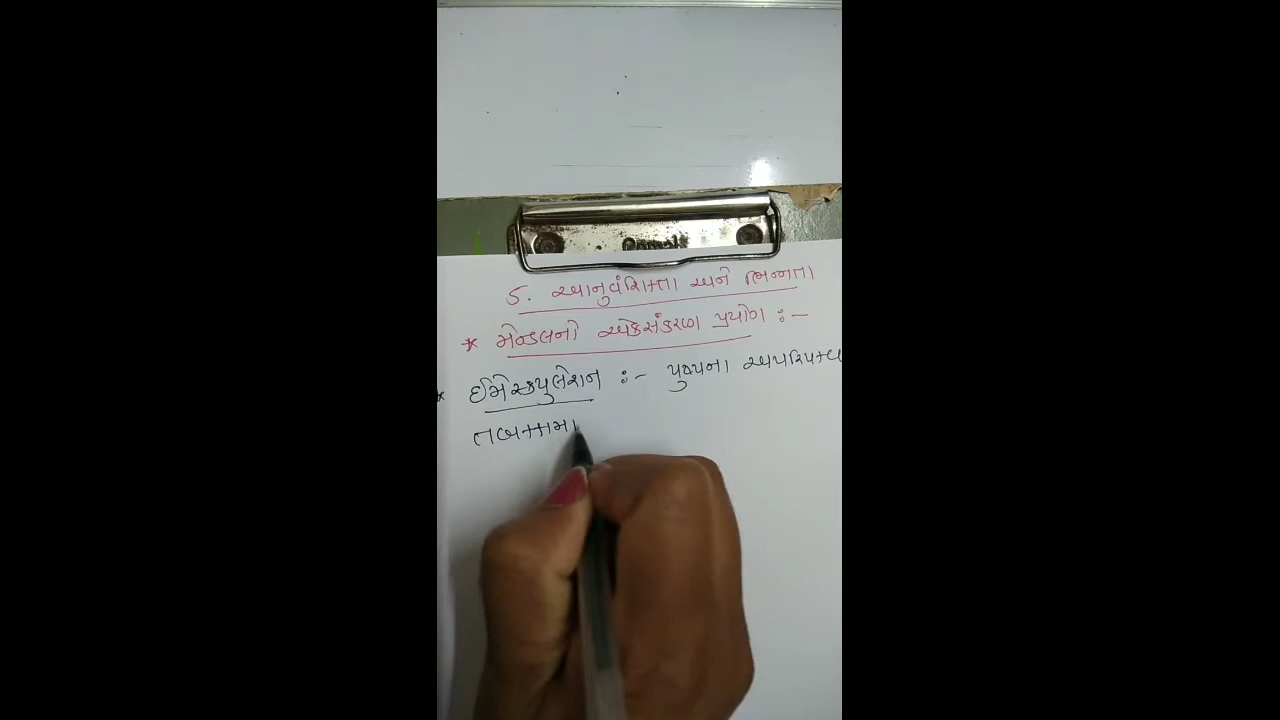 5. આનુવંશિકતા અને ભિન્નતા
* મેન્ડલનો એકસંકરણ પ્રયોગ :-
* ઈમેસ્ક્યુલેશન :- પુષ્પના અપરિપક્વ
તબક્કામા